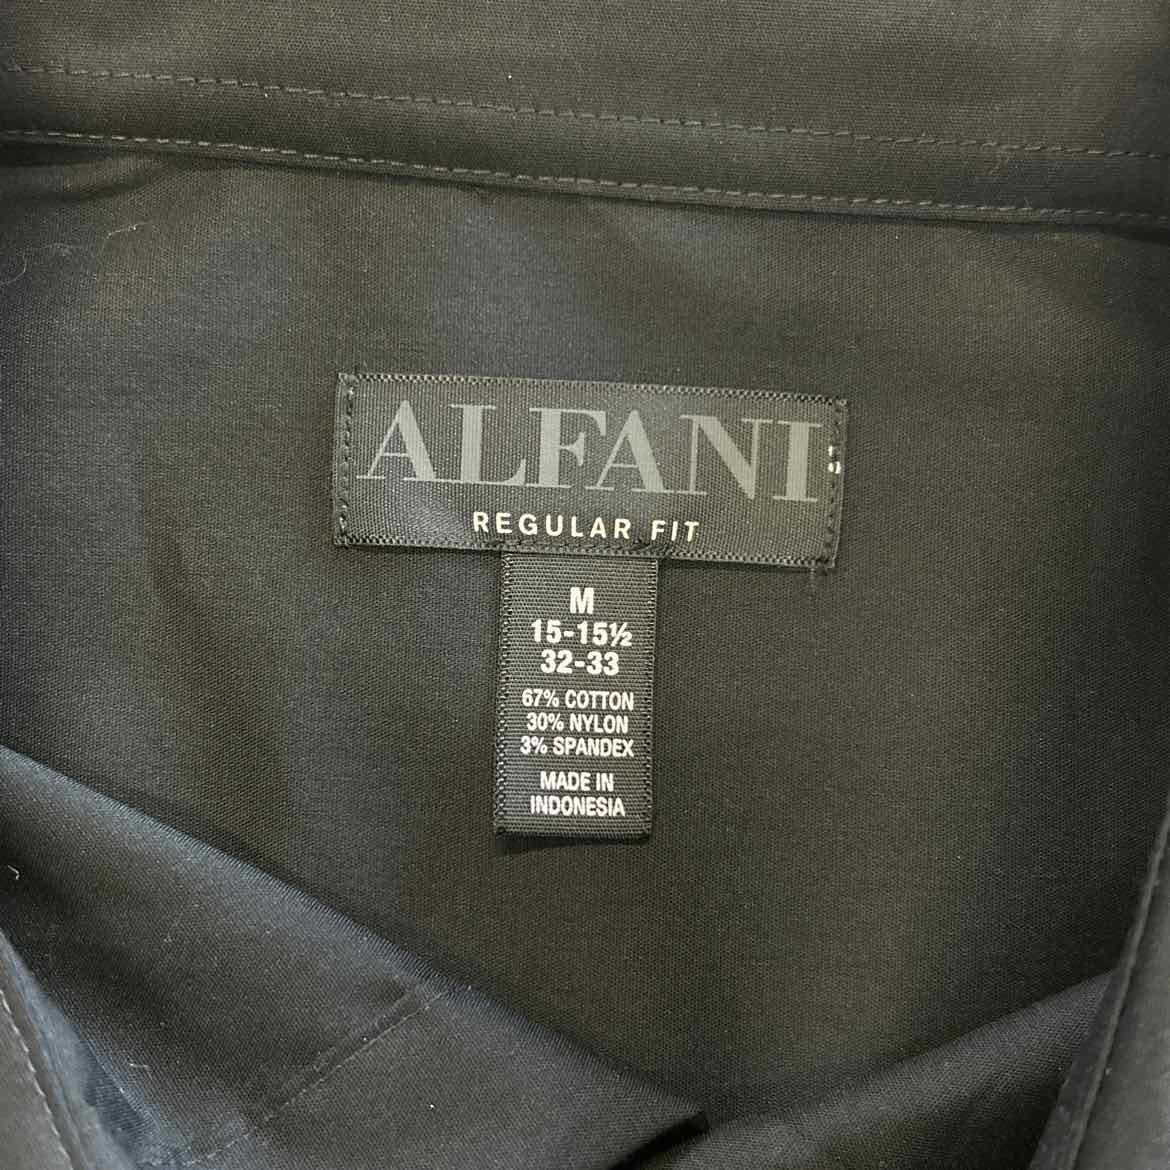 ALFANI
REGULAR FIT
M
15-15½
32-33
67% COTTON
30% NYLON
3% SPANDEX
MADE IN
INDONESIA